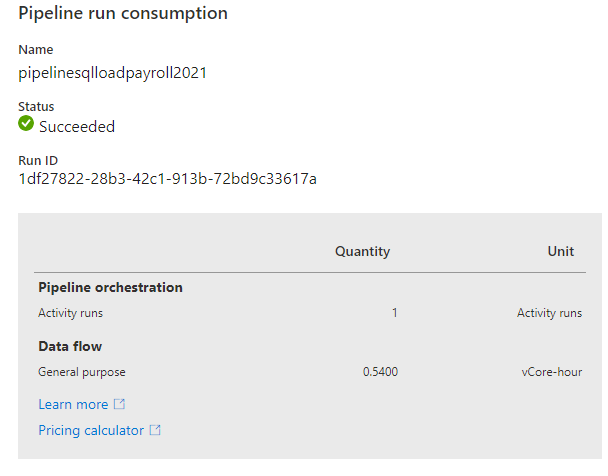 Pipeline run consumption
Name
pipelinesqlloadpayroll2021
Status
Succeeded
Run ID
1df27822-28b3-42c1-913b-72bd9c33617a
Quantity Unit
Pipeline orchestration
Activity runs 1 Activity runs
Data flow
General purpose 0.5400 vCore-hour
Learn more
Pricing calculator